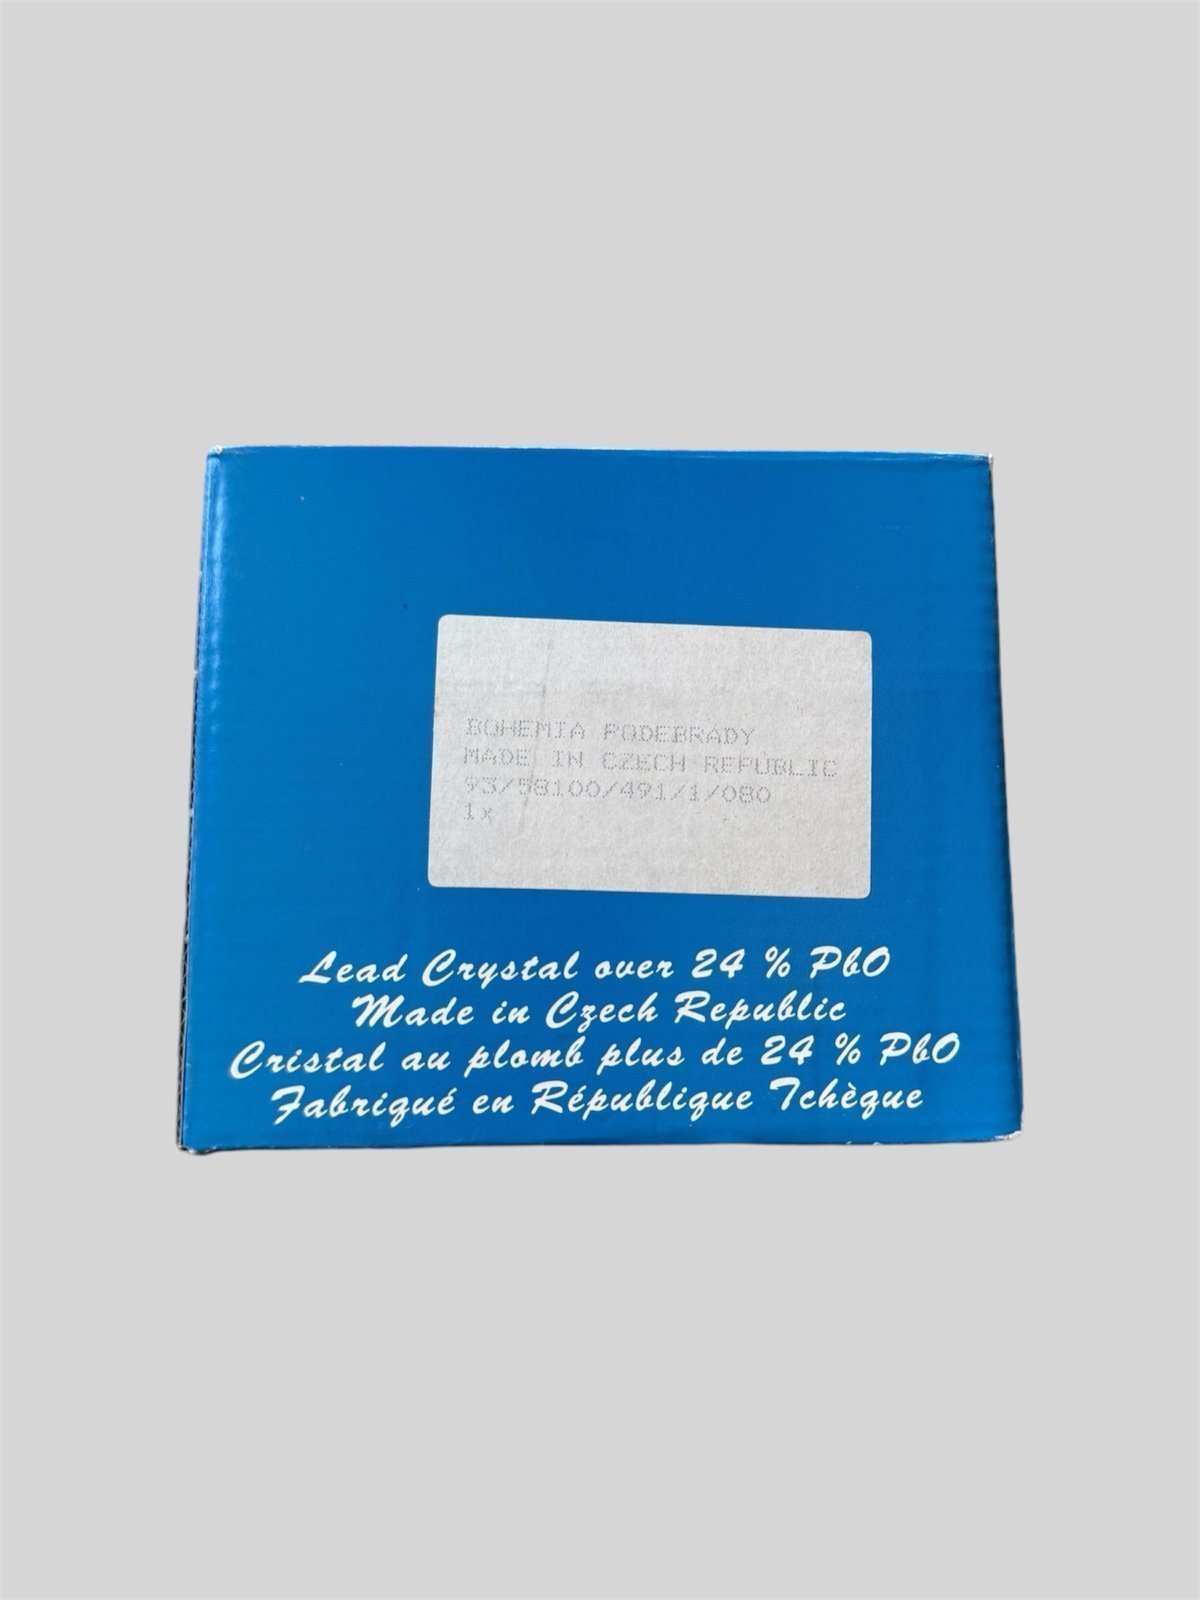 BOHEMIA PODEBRADY
MADE IN CZECH REPUBLIC
93/58100/491/1/080
1x
Lead Crystal over 24 % PbO
Made in Czech Republic
Cristal au plomb plus de 24 % PbO
Fabriqué en République Tchèque